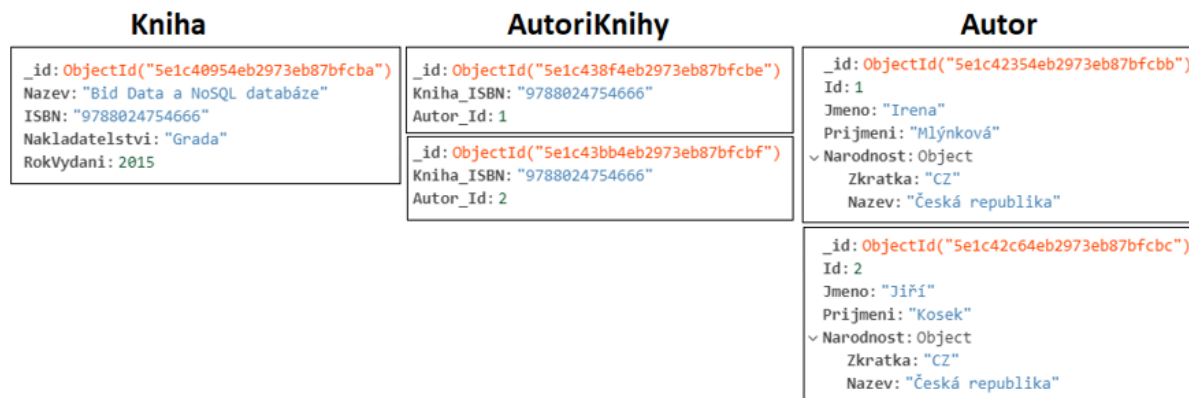 Kniha
_id: ObjectId("5e1c40954eb2973eb87bfcba")
Nazev: "Bid Data a NoSQL databáze"
ISBN: "9788024754666"
Nakladatelstvi: "Grada"
RokVydani: 2015
AutoriKnihy
_id: ObjectId("5e1c438f4eb2973eb87bfcbe")
Kniha_ISBN: "9788024754666"
Autor_Id: 1
_id: ObjectId("5e1c43bb4eb2973eb87bfcbf")
Kniha_ISBN: "9788024754666"
Autor_Id: 2
Autor
_id: ObjectId("5e1c42354eb2973eb87bfcbb")
Id: 1
Jmeno: "Irena"
Prijmeni: "Mlýnková"
Narodnost: Object
Zkratka: "CZ"
Nazev: "Česká republika"
_id: ObjectId("5e1c42c64eb2973eb87bfcbc")
Id: 2
Jmeno: "Jiří"
Prijmeni: "Kosek"
Narodnost: Object
Zkratka: "CZ"
Nazev: "Česká republika"